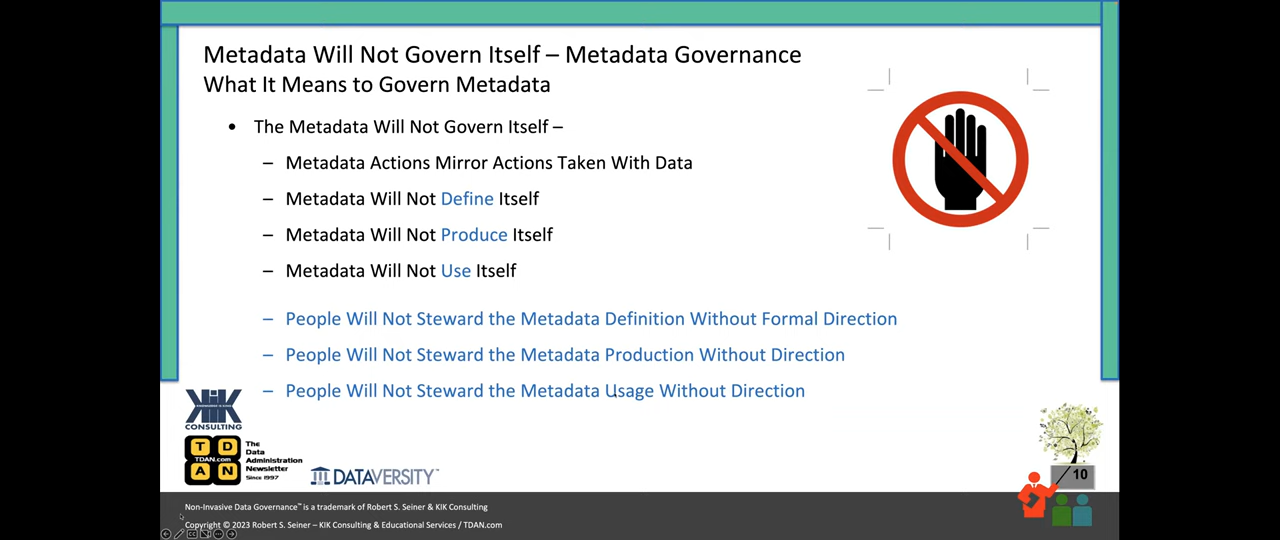 Metadata Will Not Govern Itself – Metadata Governance
What It Means to Govern Metadata
• The Metadata Will Not Govern Itself –
– Metadata Actions Mirror Actions Taken With Data
– Metadata Will Not Define Itself
– Metadata Will Not Produce Itself
– Metadata Will Not Use Itself
– People Will Not Steward the Metadata Definition Without Formal Direction
– People Will Not Steward the Metadata Production Without Direction
– People Will Not Steward the Metadata Usage Without Direction
KIK
CONSULTING
T D
TDAN.com
A N
The
Data
Administration
Newsletter
Since 1997
DATAVERSITY™
10
Non-Invasive Data Governance™ is a trademark of Robert S. Seiner & KIK Consulting
Copyright © 2023 Robert S. Seiner – KIK Consulting & Educational Services / TDAN.com